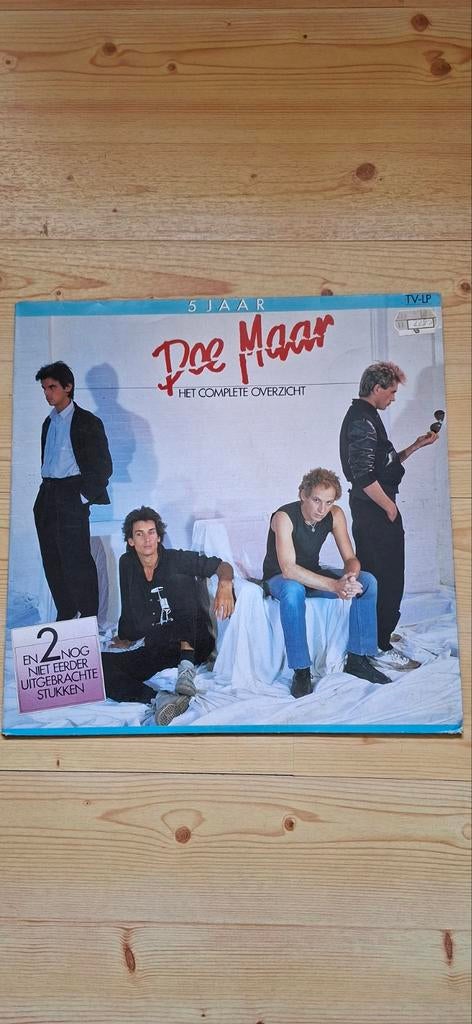 5 JAAR
TV-LP
Doe Maar
HET COMPLETE OVERZICHT
EN 2 NOG
NIET EERDER
UITGEBRACHTE
STUKKEN